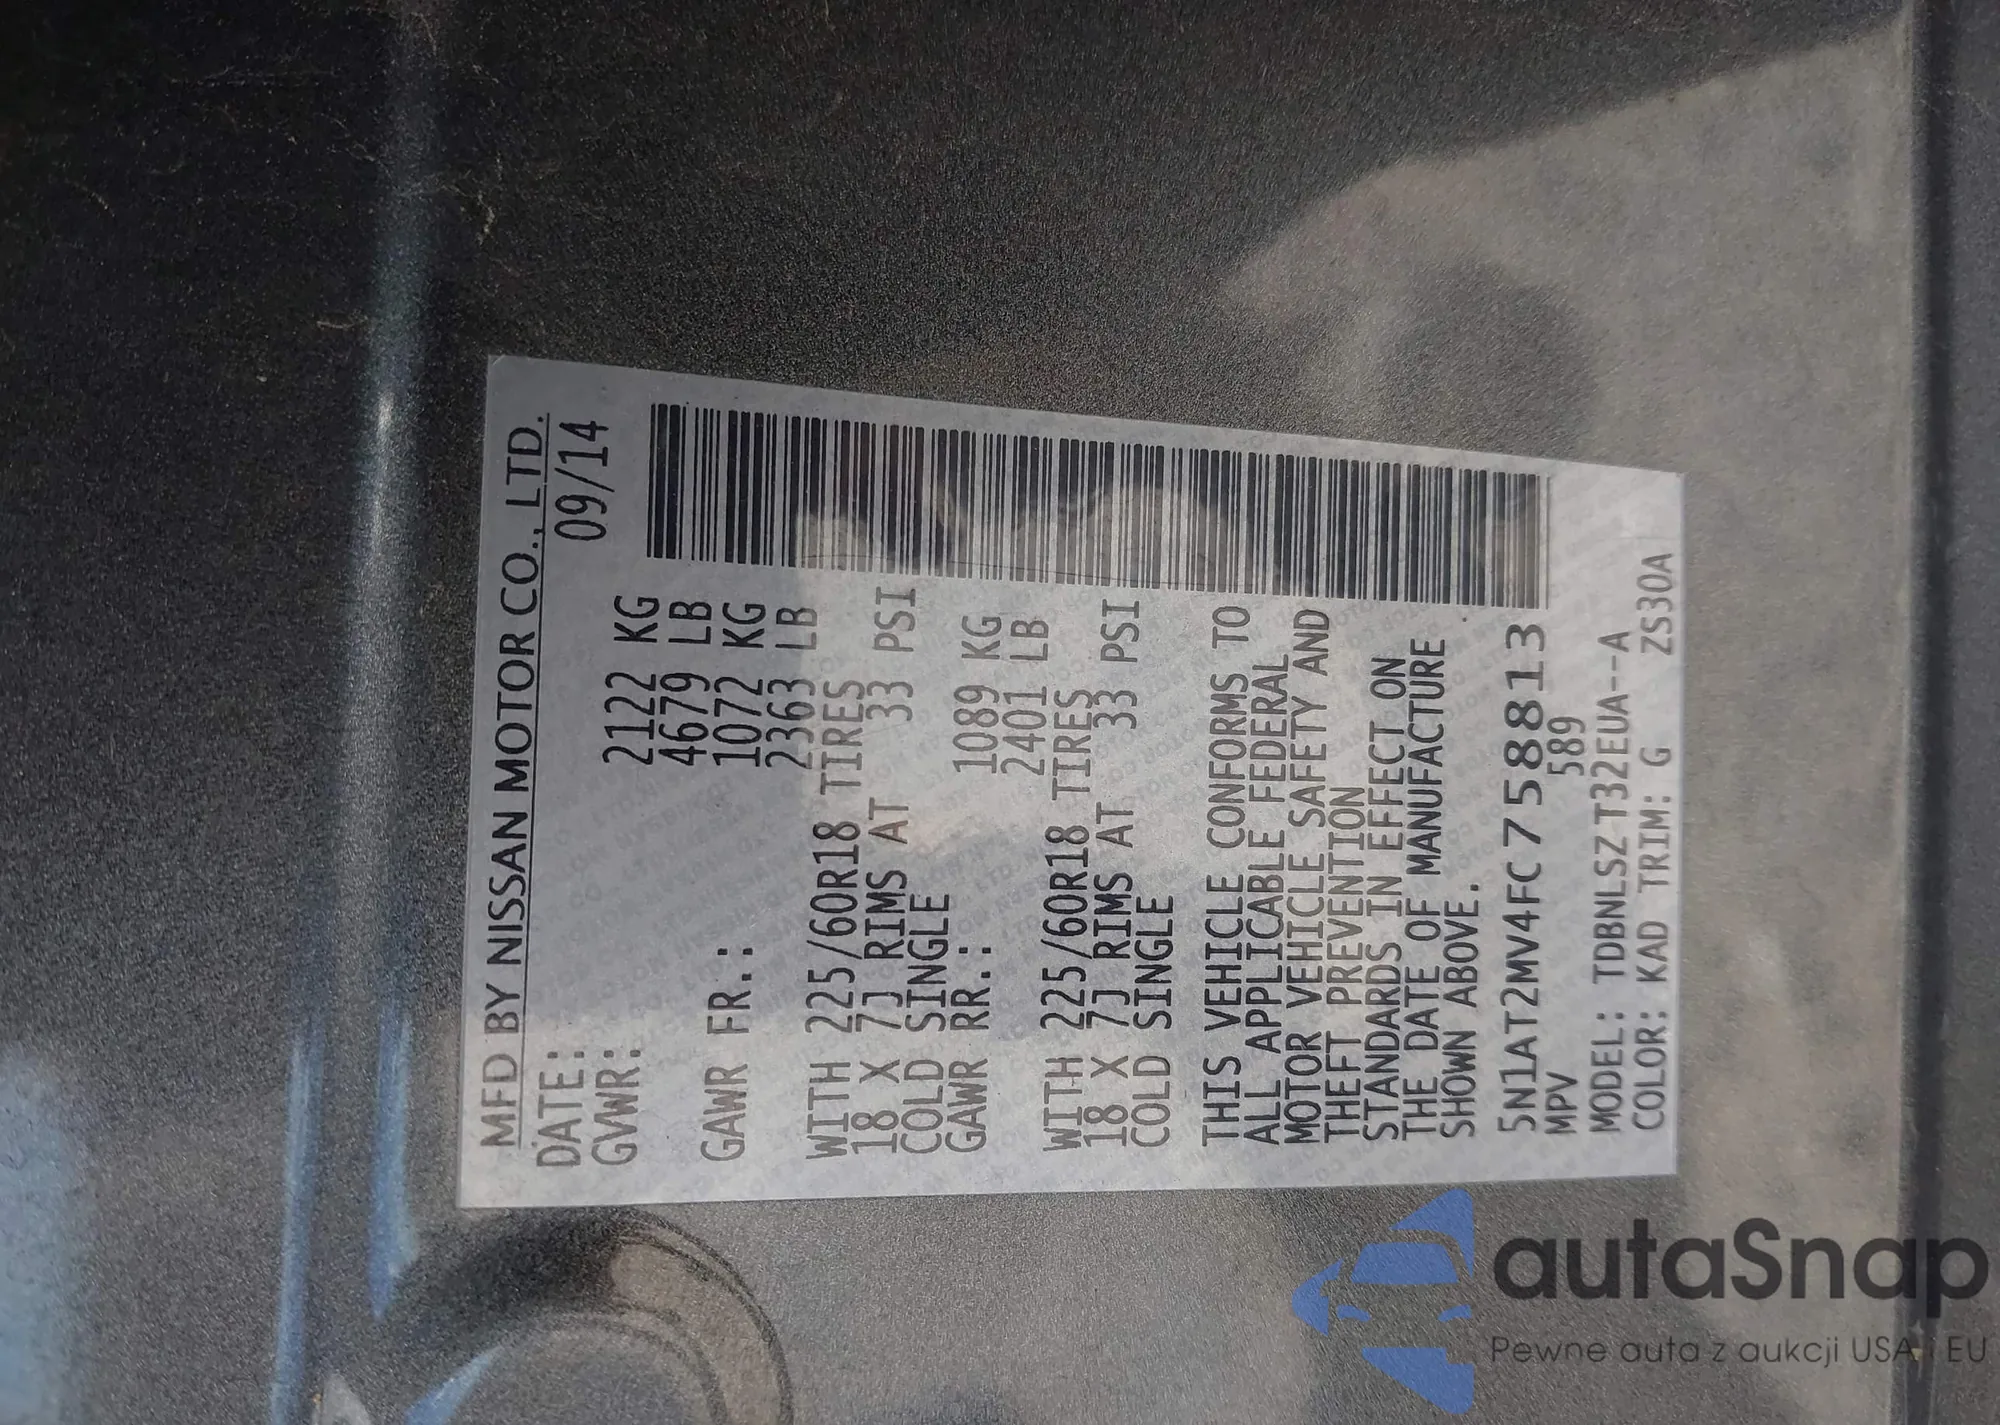 MFD BY NISSAN MOTOR CO., LTD.
DATE: 09/14
GVWR: 2122 KG
4679 LB
GAWR FR.: 1072 KG
2363 LB
WITH 225/60R18 TIRES
18 X 7J RIMS AT 33 PSI
COLD SINGLE
GAWR RR.: 1089 KG
2401 LB
WITH 225/60R18 TIRES
18 X 7J RIMS AT 33 PSI
COLD SINGLE
THIS VEHICLE CONFORMS TO
ALL APPLICABLE FEDERAL
MOTOR VEHICLE SAFETY AND
THEFT PREVENTION
STANDARDS IN EFFECT ON
THE DATE OF MANUFACTURE
SHOWN ABOVE.
5N1AT2MV4FC758813
MPV 589
MODEL: TDBNLSZ T32EUA--A
COLOR: KAD TRIM: G ZS30A
autaSnap
Pewne auta z aukcji USA i EU